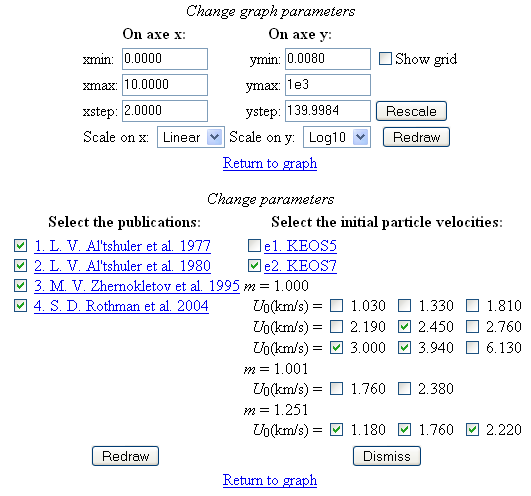 Change graph parameters
On axe x: On axe y:
xmin: 0.0000 ymin: 0.0080 Show grid
xmax: 10.0000 ymax: 1e3
xstep: 2.0000 ystep: 139.9984 Rescale
Scale on x: Linear Scale on y: Log10 Redraw
Return to graph
Change parameters
Select the publications: Select the initial particle velocities:
1. L. V. Al'tshuler et al. 1977 e1. KEOS5
2. L. V. Al'tshuler et al. 1980 e2. KEOS7
3. M. V. Zhernokletov et al. 1995 m = 1.000
4. S. D. Rothman et al. 2004 U0(km/s) = 1.030 1.330 1.810
U0(km/s) = 2.190 2.450 2.760
U0(km/s) = 3.000 3.940 6.130
m = 1.001
U0(km/s) = 1.760 2.380
m = 1.251
U0(km/s) = 1.180 1.760 2.220
Redraw Dismiss
Return to graph